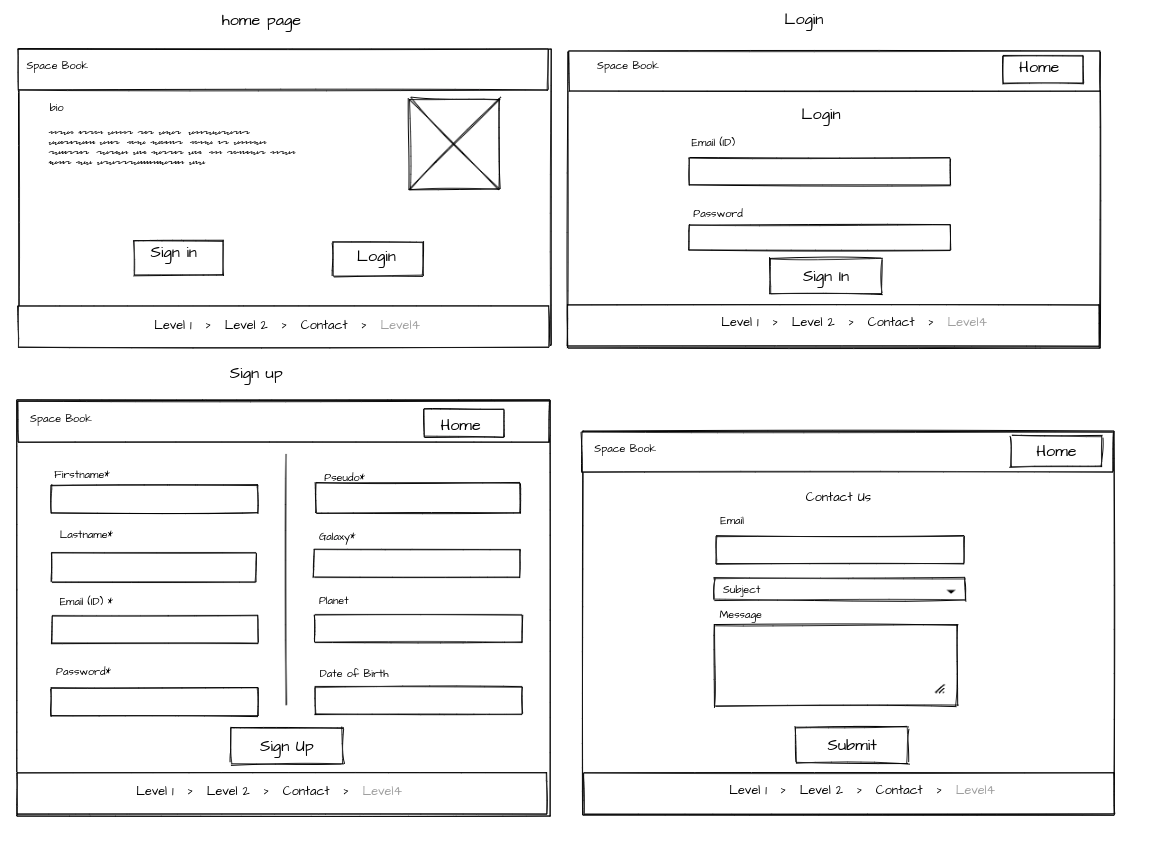 home page
Space Book
bio
Sign in
Login
Level 1 > Level 2 > Contact > Level4
Login
Space Book
Home
Login
Email (ID)
Password
Sign In
Level 1 > Level 2 > Contact > Level4
Sign up
Space Book
Home
Firstname*
Lastname*
Email (ID) *
Password*
Pseudo*
Galaxy*
Planet
Date of Birth
Sign Up
Level 1 > Level 2 > Contact > Level4
Space Book
Home
Contact Us
Email
Subject
Message
Submit
Level 1 > Level 2 > Contact > Level4